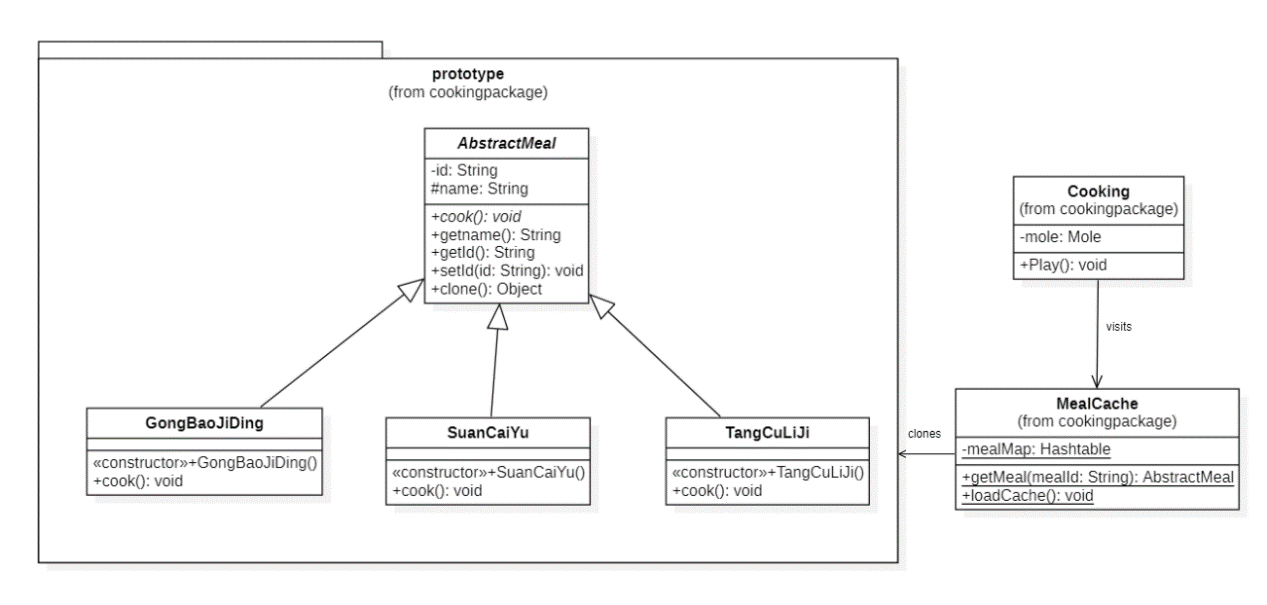 prototype
(from cookingpackage)
AbstractMeal
-id: String
#name: String
+cook(): void
+getname(): String
+getId(): String
+setId(id: String): void
+clone(): Object
GongBaoJiDing
«constructor»+GongBaoJiDing()
+cook(): void
SuanCaiYu
«constructor»+SuanCaiYu()
+cook(): void
TangCuLiJi
«constructor»+TangCuLiJi()
+cook(): void
Cooking
(from cookingpackage)
-mole: Mole
+Play(): void
visits
MealCache
(from cookingpackage)
-mealMap: Hashtable
+getMeal(mealId: String): AbstractMeal
+loadCache(): void
clones